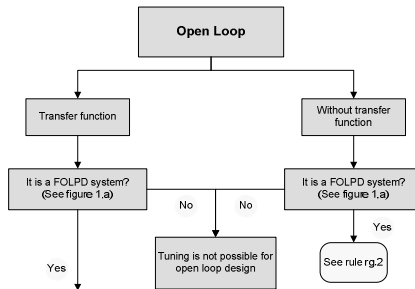 Open Loop
Transfer function
Without transfer
function
It is a FOLPD system?
(See figure 1.a)
It is a FOLPD system?
(See figure 1.a)
No
No
Yes
Tuning is not possible for
open loop design
See rule rg.2
Yes